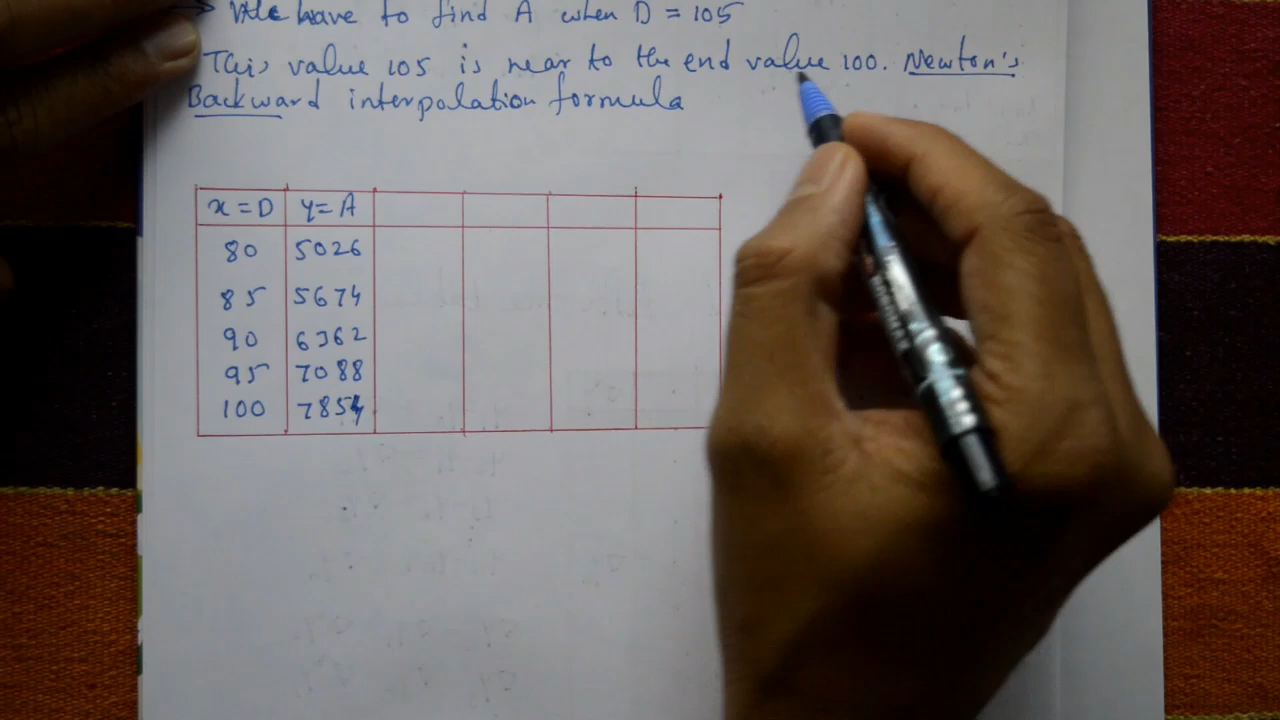 We have to find A when D = 105
This value 105 is near to the end value 100. Newton's
Backward interpolation formula
x = D y = A
80 5026
85 5674
90 6362
95 7088
100 7854